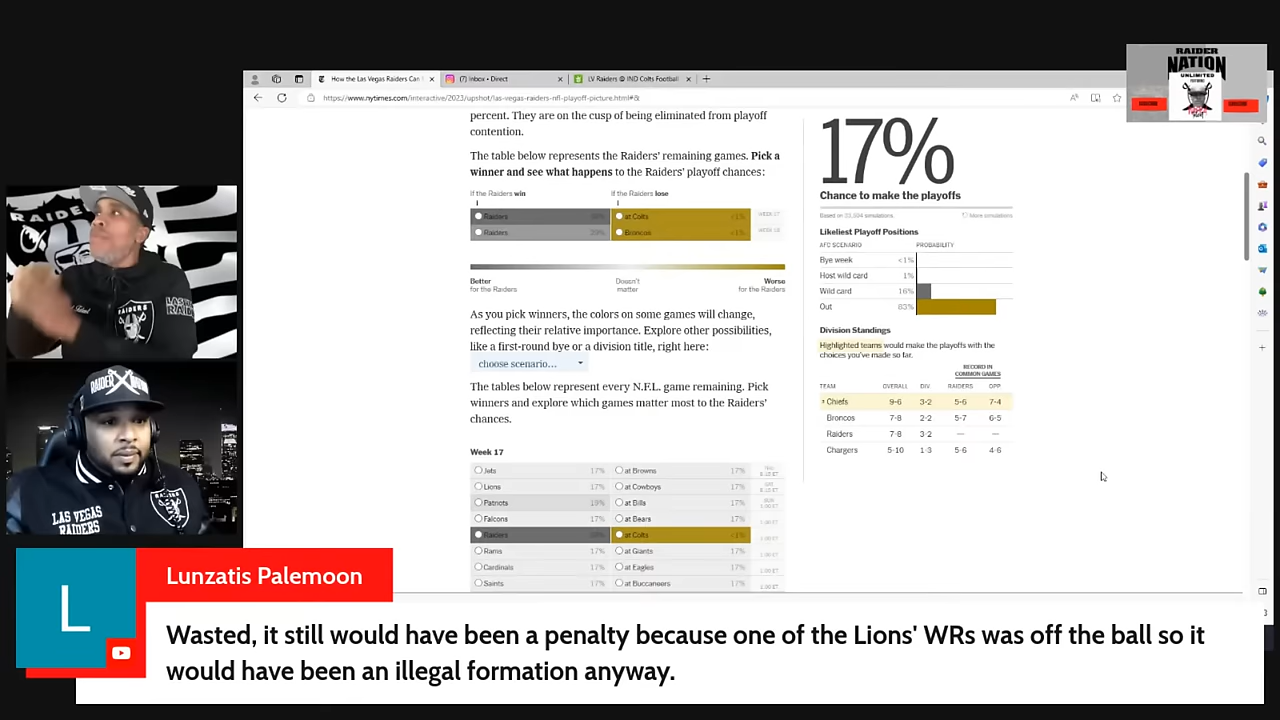 RAIDER
NATION
UNLIMITED
How the Las Vegas Raiders Can
(7) Inbox • Direct
LV Raiders @ IND Colts Football
https://www.nytimes.com/interactive/2023/upshot/las-vegas-raiders-nfl-playoff-picture.html#&t
percent. They are on the cusp of being eliminated from playoff
contention.
The table below represents the Raiders' remaining games. Pick a
winner and see what happens to the Raiders' playoff chances:
If the Raiders win If the Raiders lose
Raiders at Colts <1% WEEK 17
Raiders Broncos <1% WEEK 18
Better Doesn't Worse
for the Raiders matter for the Raiders
As you pick winners, the colors on some games will change,
reflecting their relative importance. Explore other possibilities,
like a first-round bye or a division title, right here:
choose scenario...
The tables below represent every N.F.L. game remaining. Pick
winners and explore which games matter most to the Raiders'
chances.
Week 17
Jets 17% at Browns 17%
Lions 17% at Cowboys 17%
Patriots 19% at Bills 17%
Falcons 17% at Bears 17%
Raiders at Colts <1%
Rams 17% at Giants 17%
Cardinals 17% at Eagles 17%
Saints 17% at Buccaneers 17%
17%
Chance to make the playoffs
More simulations
Likeliest Playoff Positions
AFC SCENARIO PROBABILITY
Bye week <1%
Host wild card 1%
Wild card 16%
Out 83%
Division Standings
Highlighted teams would make the playoffs with the
choices you've made so far.
RECORD IN
COMMON GAMES
TEAM OVERALL DIV. RAIDERS OPP
Chiefs 9-6 3-2 5-6 7-4
Broncos 7-8 2-2 5-7 6-5
Raiders 7-8 3-2 — —
Chargers 5-10 1-3 5-6 4-6
RAIDERS
LAS VEGAS
RAIDERS
L
Lunzatis Palemoon
Wasted, it still would have been a penalty because one of the Lions' WRs was off the ball so it
would have been an illegal formation anyway.